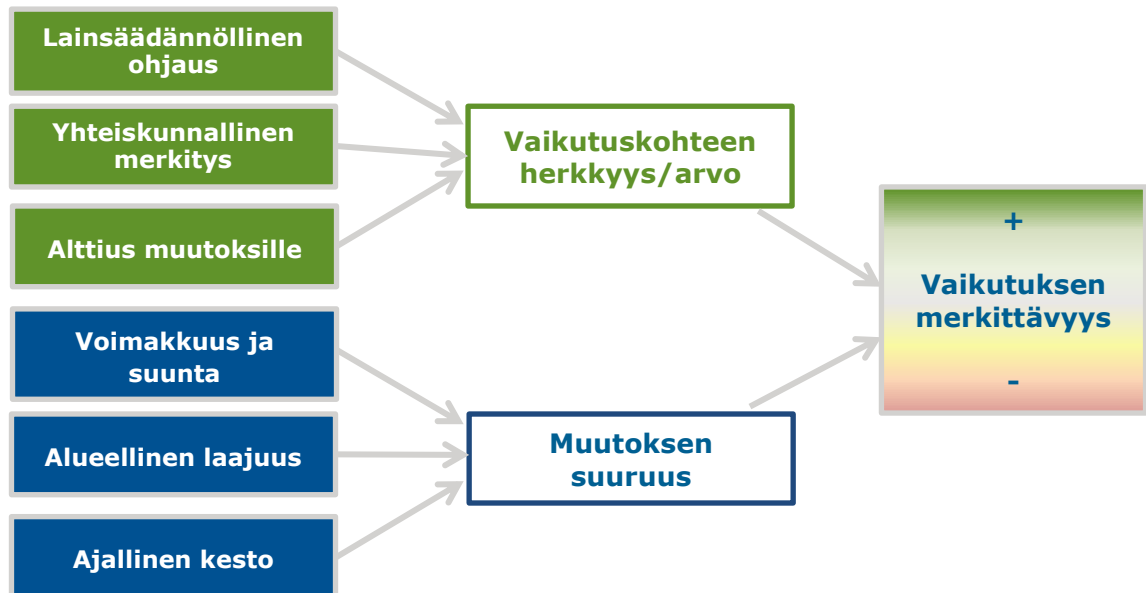 Lainsäädännöllinen
ohjaus
Yhteiskunnallinen
merkitys
Alttius muutoksille
Voimakkuus ja
suunta
Alueellinen laajuus
Ajallinen kesto
Vaikutuskohteen
herkkyys/arvo
Muutoksen
suuruus
+
Vaikutuksen
merkittävyys
-